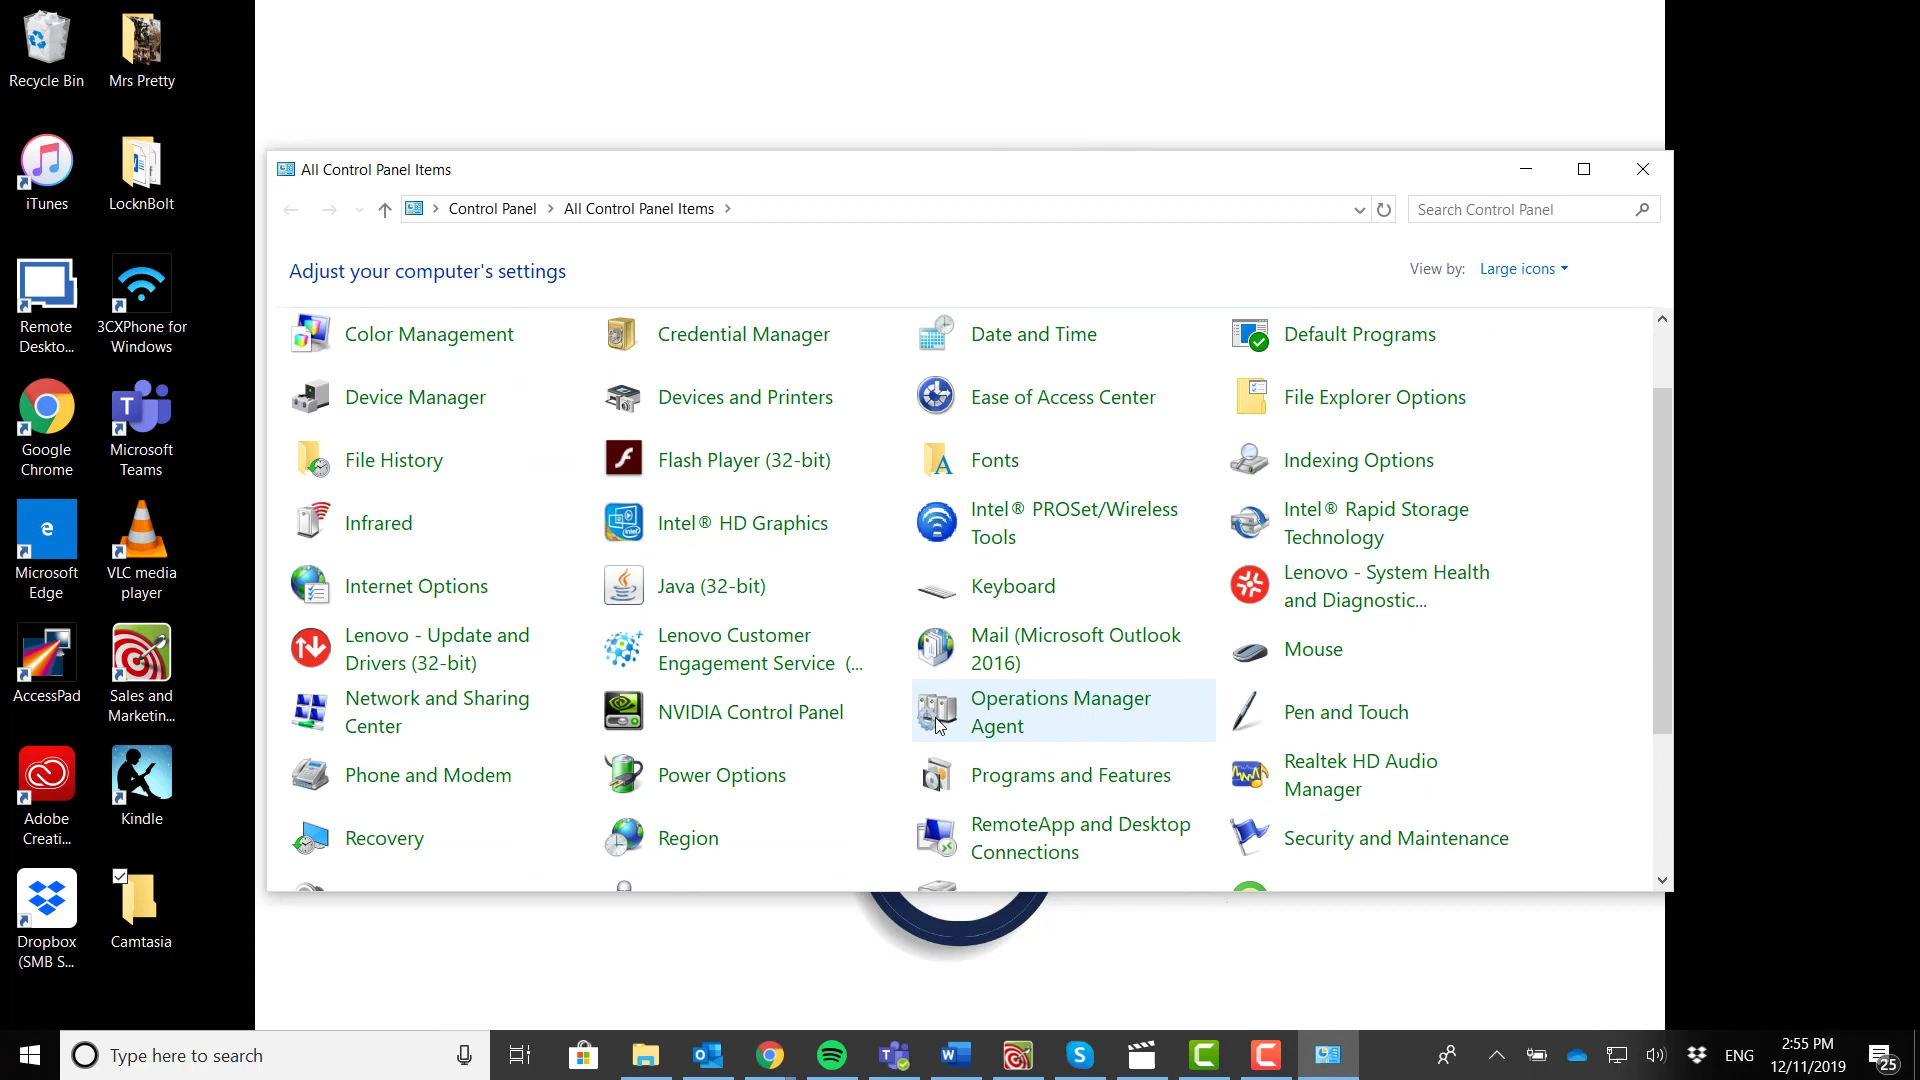 Recycle Bin
Mrs Pretty
iTunes
LocknBolt
Remote
Deskto...
3CXPhone for
Windows
Google
Chrome
Microsoft
Teams
Microsoft
Edge
VLC media
player
AccessPad
Sales and
Marketin...
Adobe
Creati...
Kindle
Dropbox
(SMB S...
Camtasia
All Control Panel Items
Control Panel
All Control Panel Items
Search Control Panel
Adjust your computer's settings
View by: Large icons
Color Management
Credential Manager
Date and Time
Default Programs
Device Manager
Devices and Printers
Ease of Access Center
File Explorer Options
File History
Flash Player (32-bit)
Fonts
Indexing Options
Infrared
Intel® HD Graphics
Intel® PROSet/Wireless
Tools
Intel® Rapid Storage
Technology
Internet Options
Java (32-bit)
Keyboard
Lenovo - System Health
and Diagnostic...
Lenovo - Update and
Drivers (32-bit)
Lenovo Customer
Engagement Service (...
Mail (Microsoft Outlook
2016)
Mouse
Network and Sharing
Center
NVIDIA Control Panel
Operations Manager
Agent
Pen and Touch
Phone and Modem
Power Options
Programs and Features
Realtek HD Audio
Manager
Recovery
Region
RemoteApp and Desktop
Connections
Security and Maintenance
Type here to search
ENG
2:55 PM
12/11/2019
25